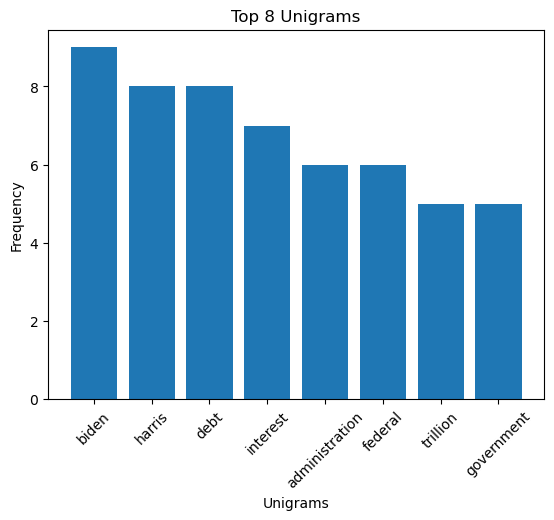 Top 8 Unigrams
Frequency
8
6
4
2
0
biden
harris
debt
interest
administration
federal
trillion
government
Unigrams